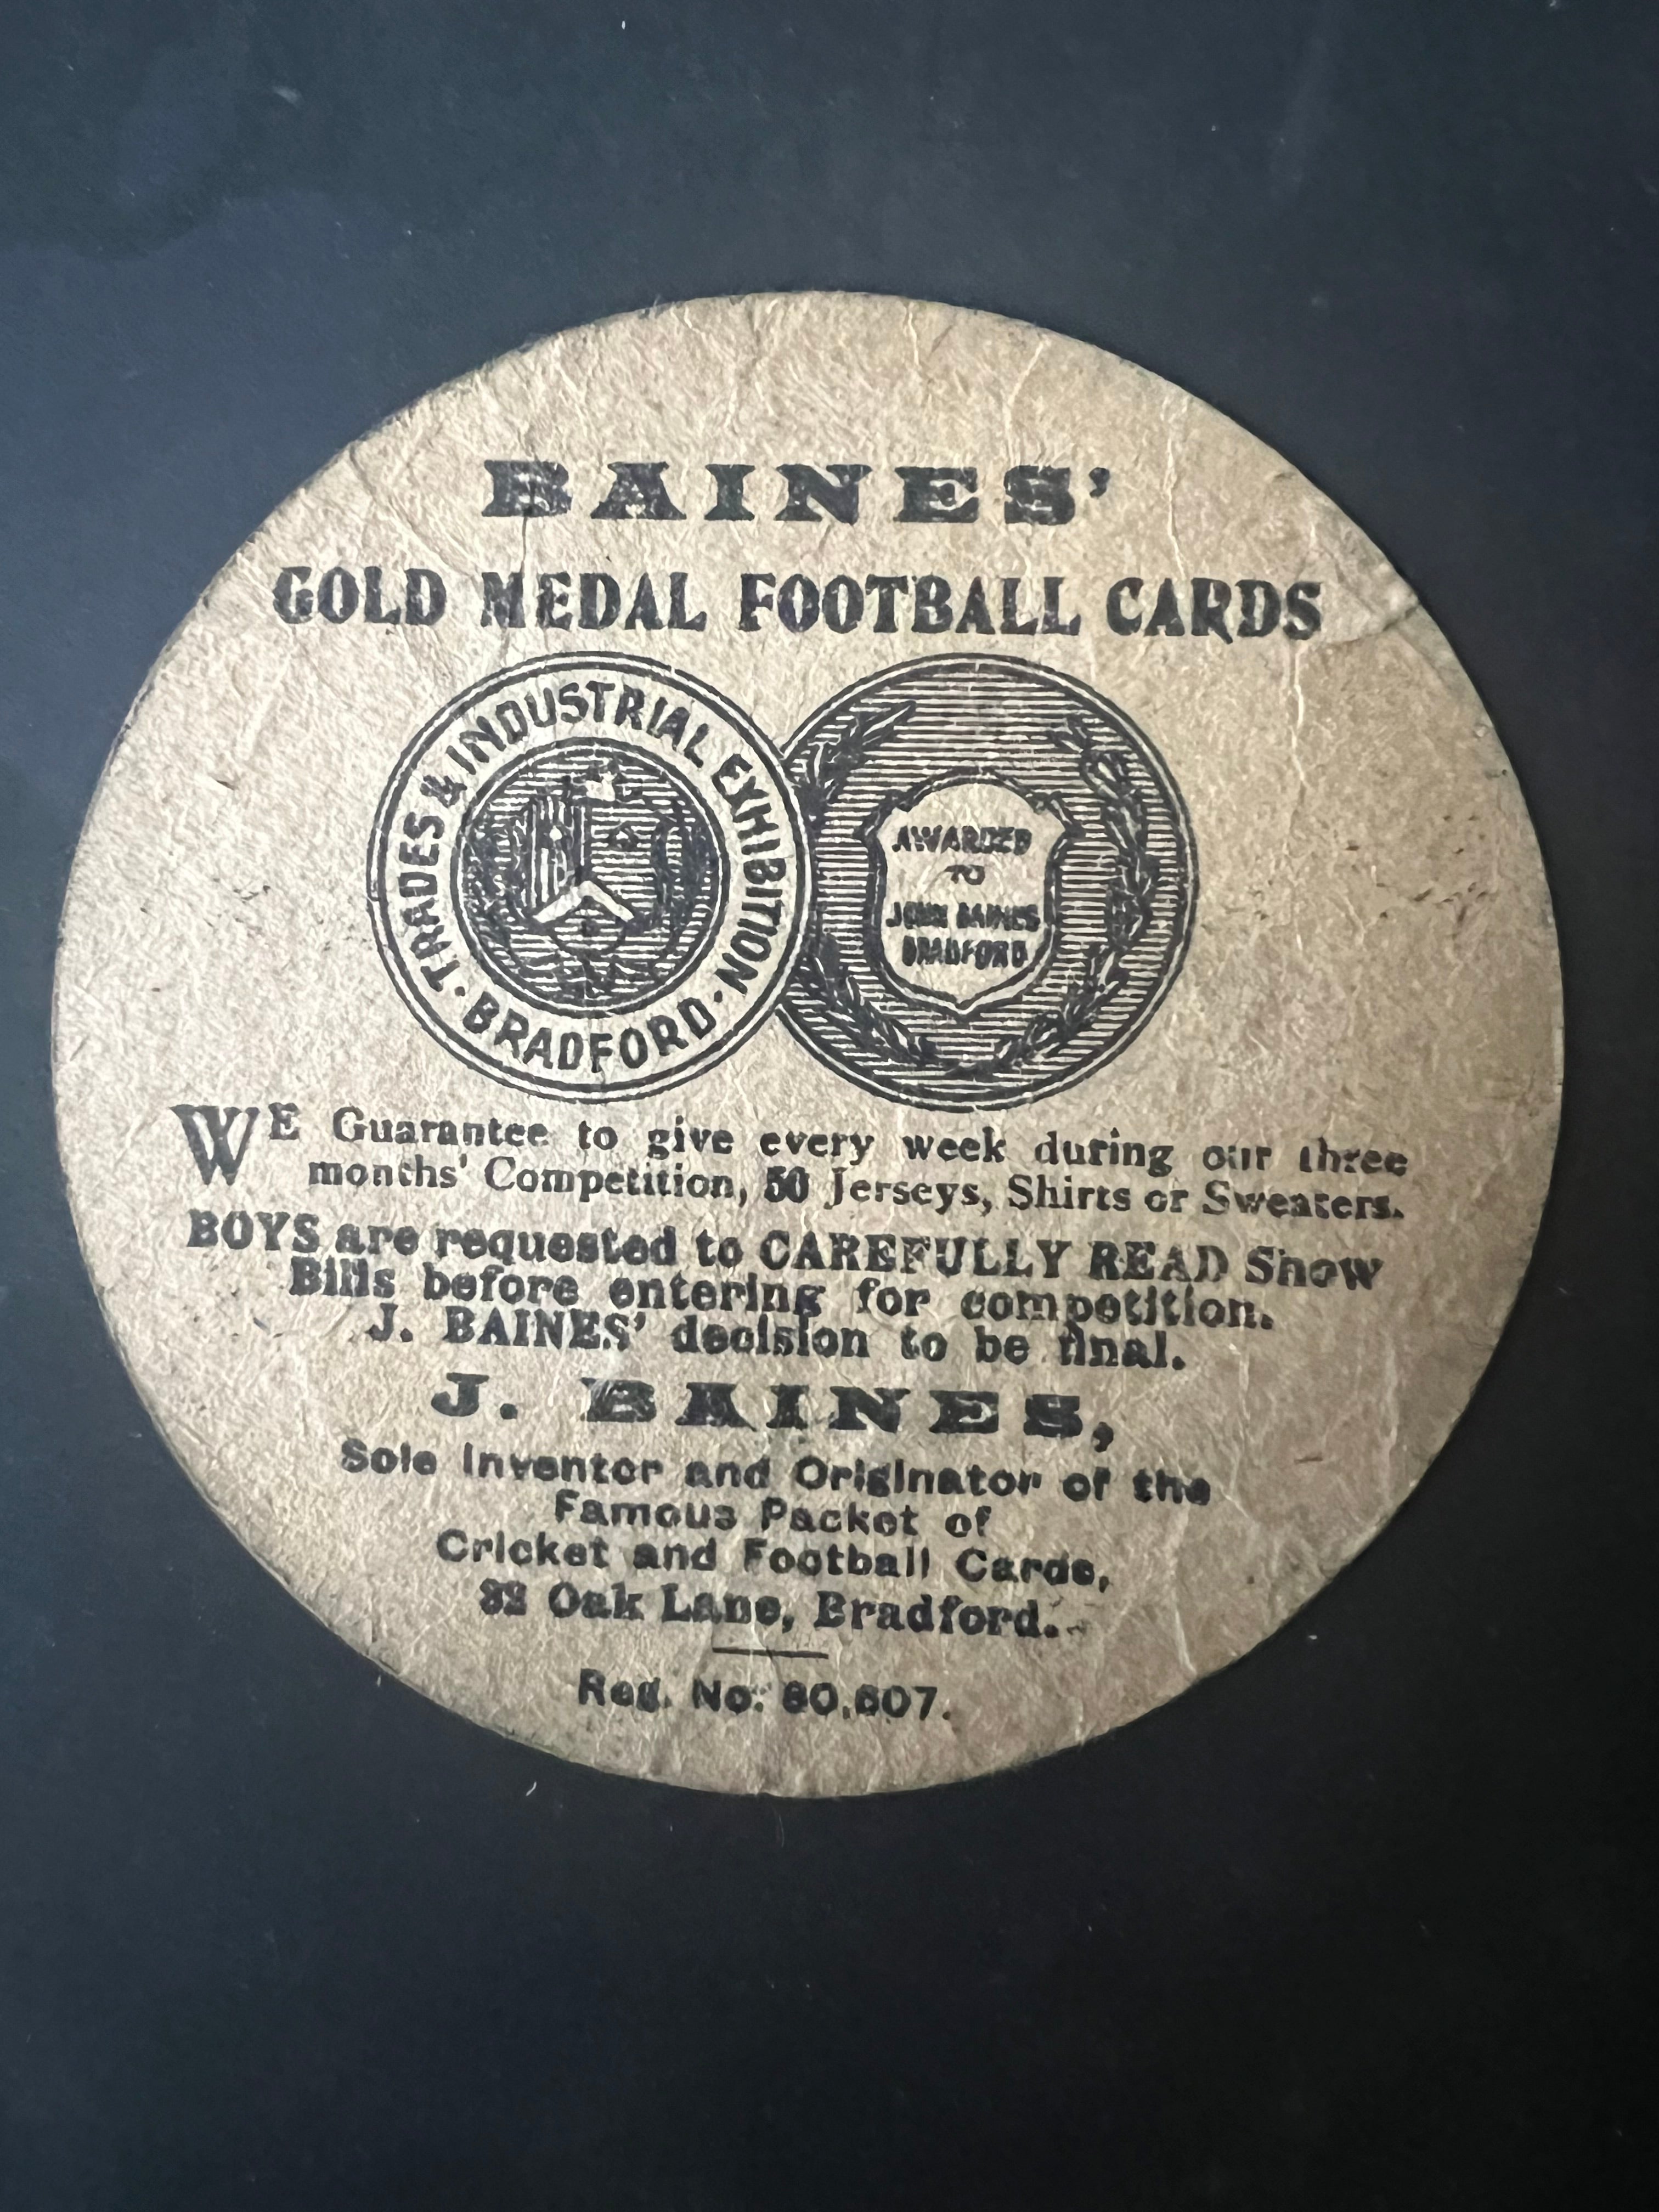 BAINES'
GOLD MEDAL FOOTBALL CARDS
TRADES & INDUSTRIAL EXHIBITION
· BRADFORD ·
AWARDED
TO
JOHN BAINES
BRADFORD
WE Guarantee to give every week during our three
months' Competition, 50 Jerseys, Shirts or Sweaters.
BOYS are requested to CAREFULLY READ Show
Bills before entering for competition.
J. BAINES' decision to be final.
J. BAINES,
Sole Inventor and Originator of the
Famous Packet of
Cricket and Football Cards,
Oak Lane, Bradford.
Reg. No. 80,607.